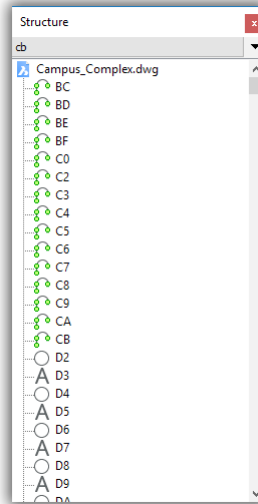 Structure
cb
Campus_Complex.dwg
BC
BD
BE
BF
C0
C2
C3
C4
C5
C6
C7
C8
C9
CA
CB
D2
D3
D4
D5
D6
D7
D8
D9
DA